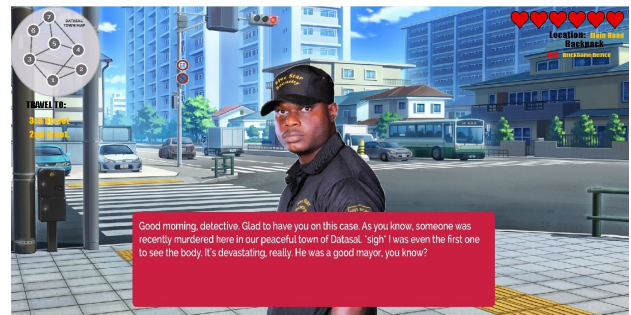 DATASAL
TOWN MAP
7
6
5
4
3
2
1
TRAVEL TO:
3rd Street
2nd Street
Five Star
Security
Location: Main Road
Backpack
Good morning, detective. Glad to have you on this case. As you know, someone was
recently murdered here in our peaceful town of Datasal. *sigh* I was even the first one
to see the body. It's devastating, really. He was a good mayor, you know?